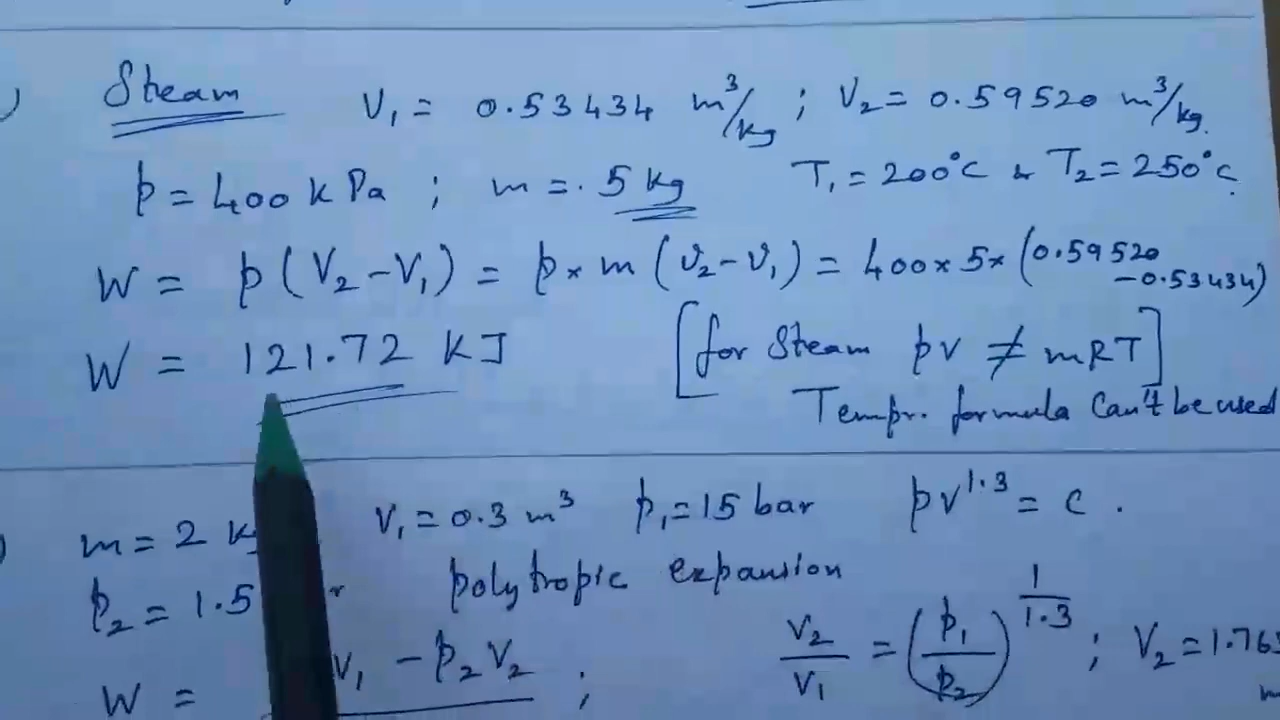 Steam V₁ = 0.53434 m³/kg ; V₂ = 0.59520 m³/kg.
p = 400 kPa ; m = . 5 kg T₁ = 200°C & T₂ = 250°C.
W = p (V₂ - V₁) = p × m (v₂ - v₁) = 400 × 5 × (0.59520 - 0.53434)
W = 121.72 KJ [for Steam pv ≠ mRT]
Tempr. formula Can't be used
m = 2 V₁ = 0.3 m³ p₁ = 15 bar pv^1.3 = c .
p₂ = 1.5 polytropic expansion
W = V₁ - p₂ V₂ ; V₂/V₁ = (p₁/p₂)^(1/1.3) ; V₂ = 1.763